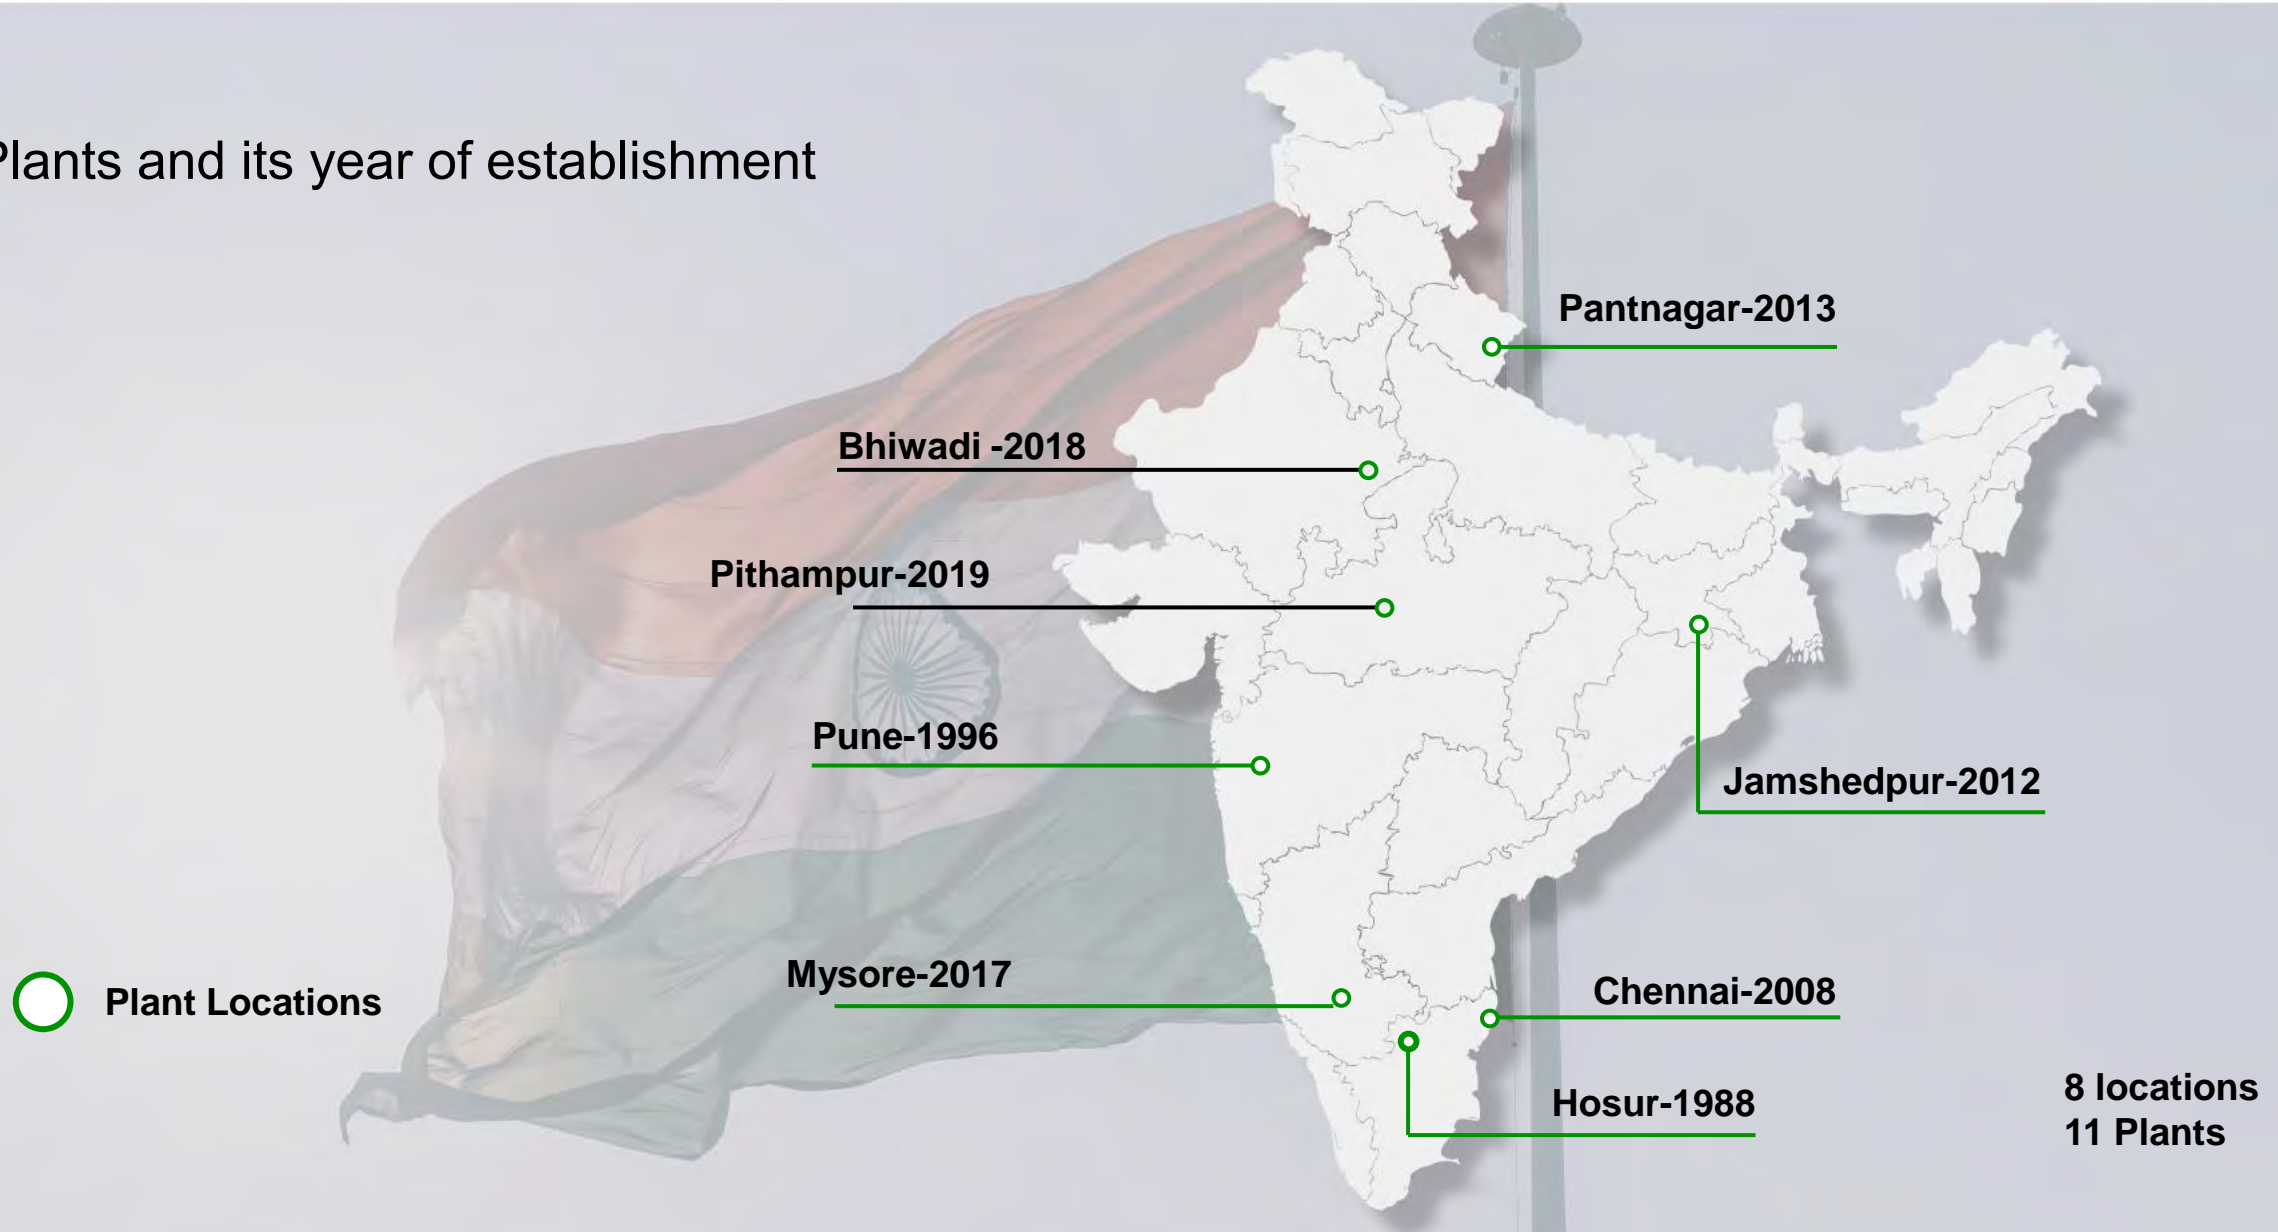 Plants and its year of establishment
Pantnagar-2013
Bhiwadi -2018
Pithampur-2019
Pune-1996
Jamshedpur-2012
Mysore-2017
Chennai-2008
Plant Locations
Hosur-1988
8 locations
11 Plants